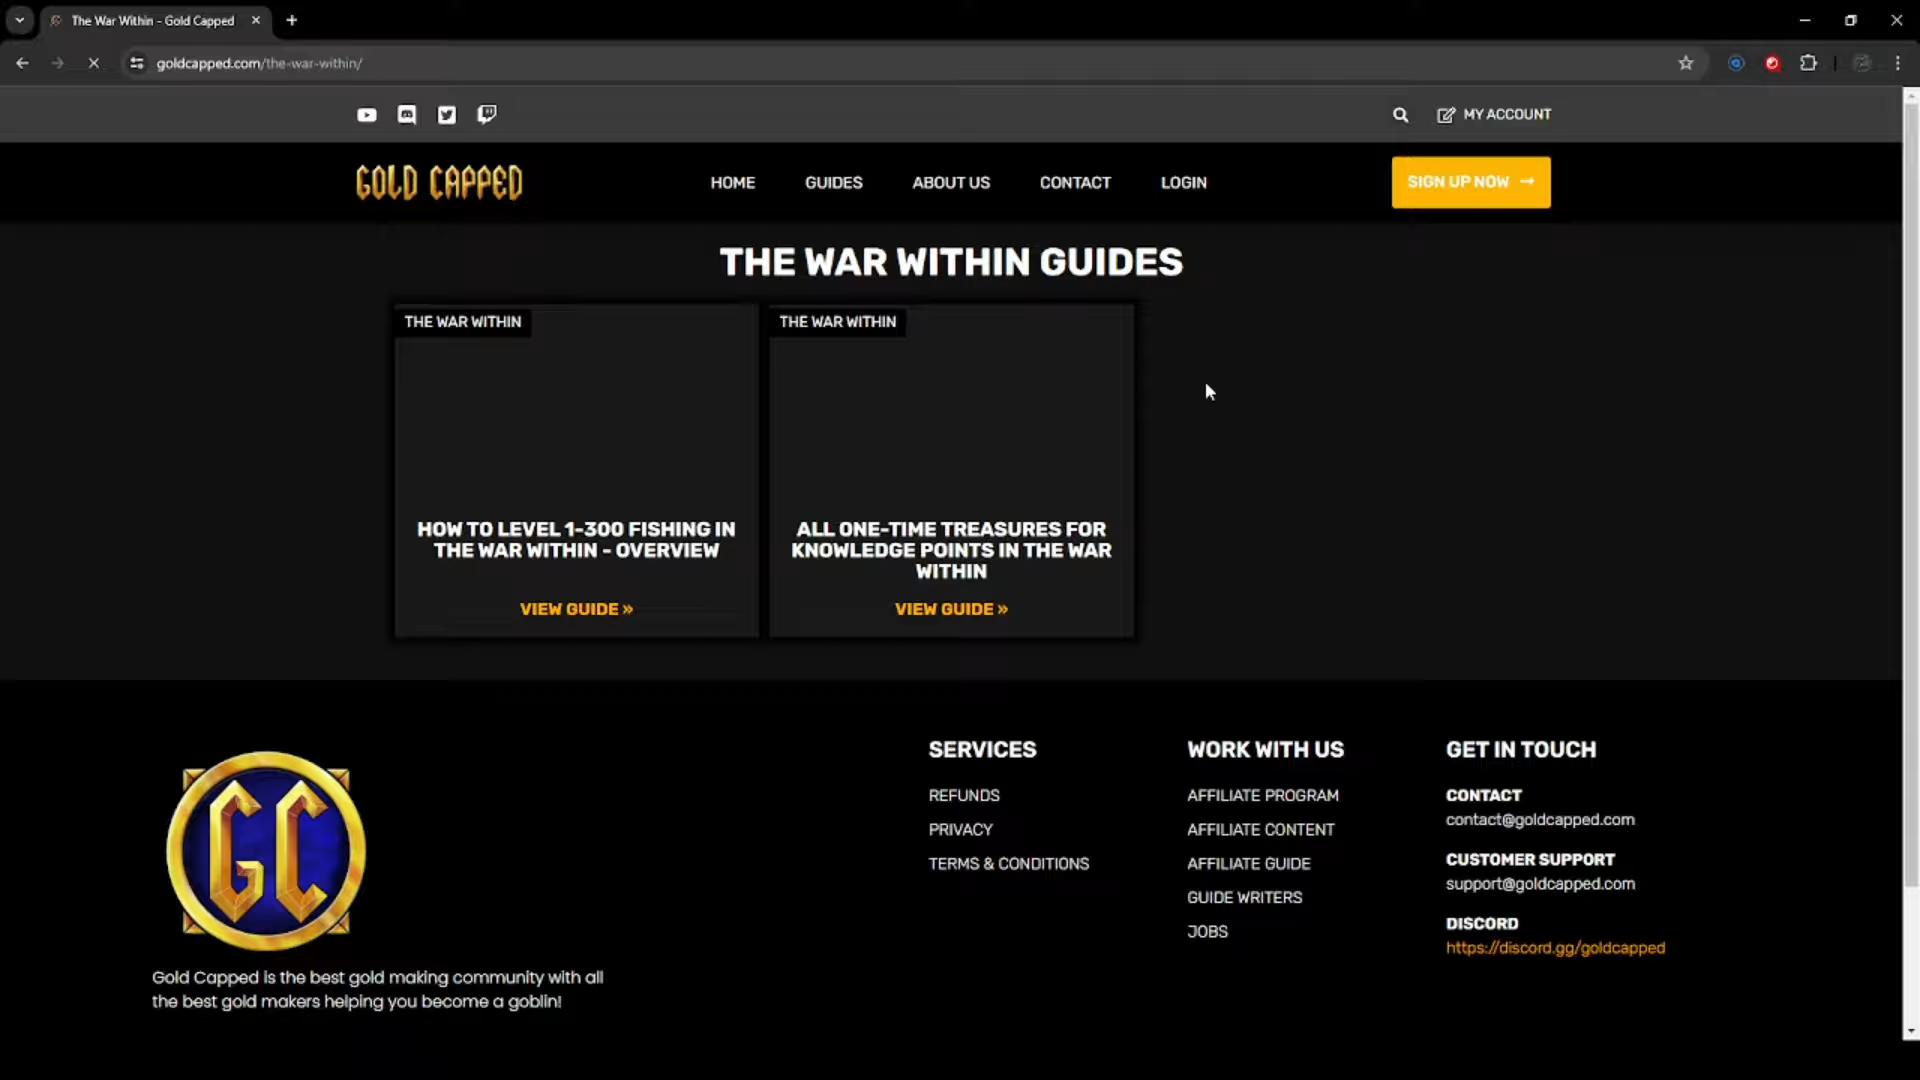 The War Within - Gold Capped
goldcapped.com/the-war-within/
MY ACCOUNT
GOLD CAPPED
HOME
GUIDES
ABOUT US
CONTACT
LOGIN
SIGN UP NOW →
THE WAR WITHIN GUIDES
THE WAR WITHIN
HOW TO LEVEL 1-300 FISHING IN
THE WAR WITHIN - OVERVIEW
VIEW GUIDE »
THE WAR WITHIN
ALL ONE-TIME TREASURES FOR
KNOWLEDGE POINTS IN THE WAR
WITHIN
VIEW GUIDE »
GC
Gold Capped is the best gold making community with all
the best gold makers helping you become a goblin!
SERVICES
REFUNDS
PRIVACY
TERMS & CONDITIONS
WORK WITH US
AFFILIATE PROGRAM
AFFILIATE CONTENT
AFFILIATE GUIDE
GUIDE WRITERS
JOBS
GET IN TOUCH
CONTACT
contact@goldcapped.com
CUSTOMER SUPPORT
support@goldcapped.com
DISCORD
https://discord.gg/goldcapped